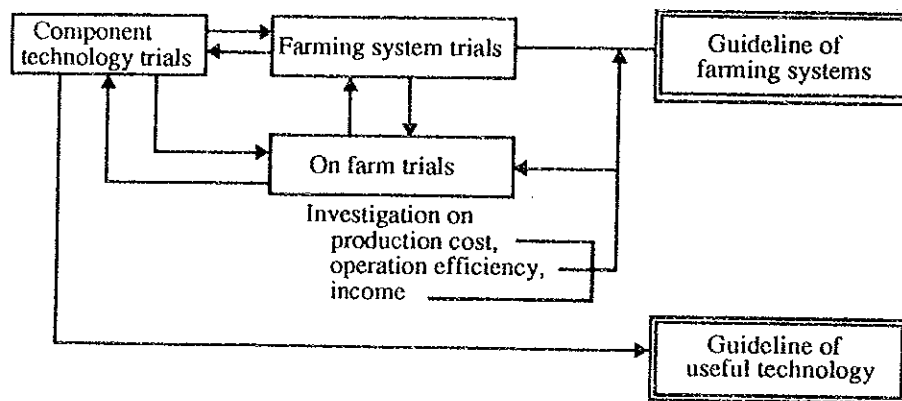 Component
technology trials
Farming system trials
Guideline of
farming systems
On farm trials
Investigation on
production cost,
operation efficiency,
income
Guideline of
useful technology